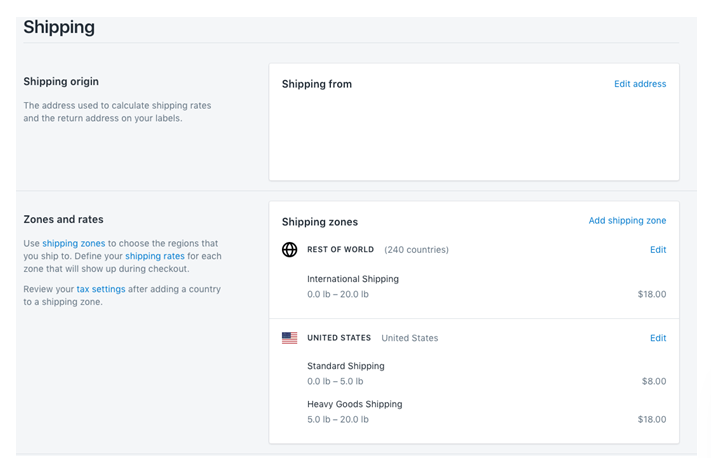 Shipping
Shipping origin
The address used to calculate shipping rates
and the return address on your labels.
Shipping from
Edit address
Zones and rates
Use shipping zones to choose the regions that
you ship to. Define your shipping rates for each
zone that will show up during checkout.
Review your tax settings after adding a country
to a shipping zone.
Shipping zones
Add shipping zone
REST OF WORLD (240 countries)
Edit
International Shipping
0.0 lb – 20.0 lb
$18.00
UNITED STATES United States
Edit
Standard Shipping
0.0 lb – 5.0 lb
$8.00
Heavy Goods Shipping
5.0 lb – 20.0 lb
$18.00